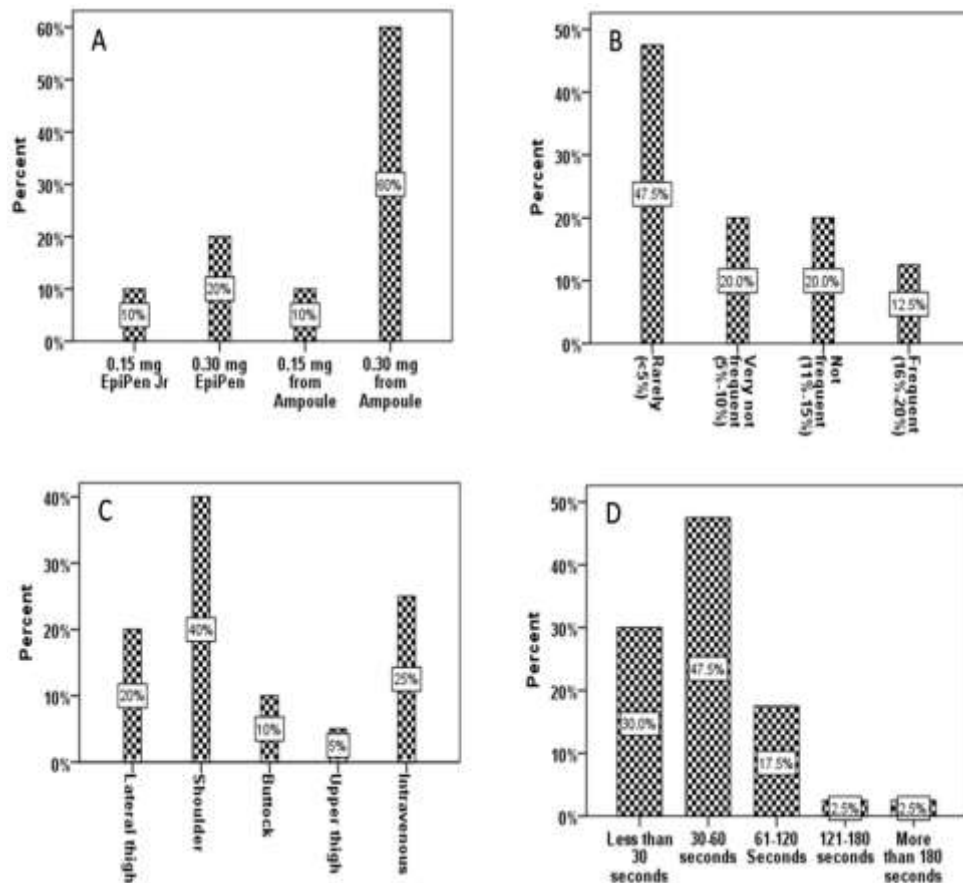 A
Percent
60%
50%
40%
30%
20%
10%
0%
10%
20%
10%
60%
0.15 mg
EpiPen Jr
0.30 mg
EpiPen
0.15 mg
from
Ampoule
0.30 mg
from
Ampoule
B
Percent
50%
40%
30%
20%
10%
0%
47.5%
20.0%
20.0%
12.5%
Rarely
(<5%)
Very not
frequent
(5%-10%)
Not
frequent
(11%-15%)
Frequent
(16%-20%)
C
Percent
40%
30%
20%
10%
0%
20%
40%
10%
5%
25%
Lateral thigh
Shoulder
Buttock
Upper thigh
Intravenous
D
Percent
50%
40%
30%
20%
10%
0%
30.0%
47.5%
17.5%
2.5%
2.5%
Less than
30
seconds
30-60
seconds
61-120
Seconds
121-180
seconds
More
than 180
seconds